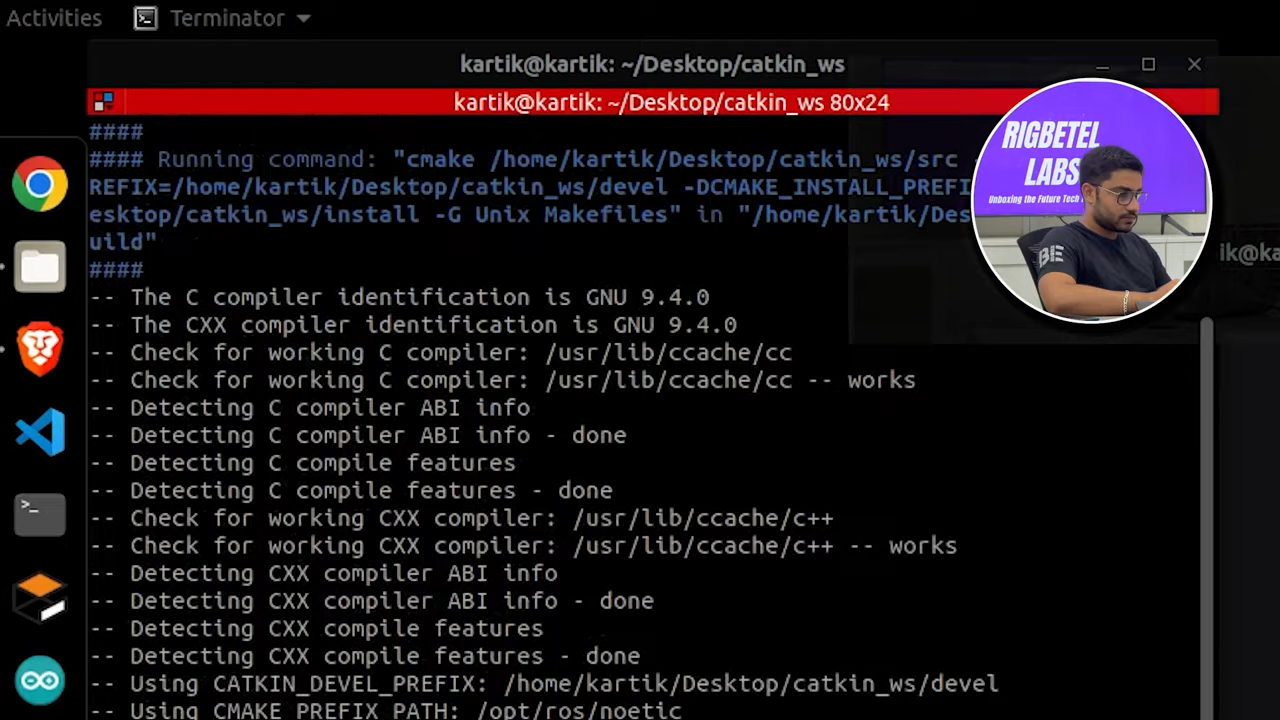 Activities
Terminator
kartik@kartik: ~/Desktop/catkin_ws
kartik@kartik: ~/Desktop/catkin_ws 80x24
####
#### Running command: "cmake /home/kartik/Desktop/catkin_ws/src
REFIX=/home/kartik/Desktop/catkin_ws/devel -DCMAKE_INSTALL_PREFI
esktop/catkin_ws/install -G Unix Makefiles" in "/home/kartik/Des
uild"
####
-- The C compiler identification is GNU 9.4.0
-- The CXX compiler identification is GNU 9.4.0
-- Check for working C compiler: /usr/lib/ccache/cc
-- Check for working C compiler: /usr/lib/ccache/cc -- works
-- Detecting C compiler ABI info
-- Detecting C compiler ABI info - done
-- Detecting C compile features
-- Detecting C compile features - done
-- Check for working CXX compiler: /usr/lib/ccache/c++
-- Check for working CXX compiler: /usr/lib/ccache/c++ -- works
-- Detecting CXX compiler ABI info
-- Detecting CXX compiler ABI info - done
-- Detecting CXX compile features
-- Detecting CXX compile features - done
-- Using CATKIN_DEVEL_PREFIX: /home/kartik/Desktop/catkin_ws/devel
-- Using CMAKE_PREFIX_PATH: /opt/ros/noetic
RIGBETEL
LABS
Unboxing the Future Tech
BE
ik@ka